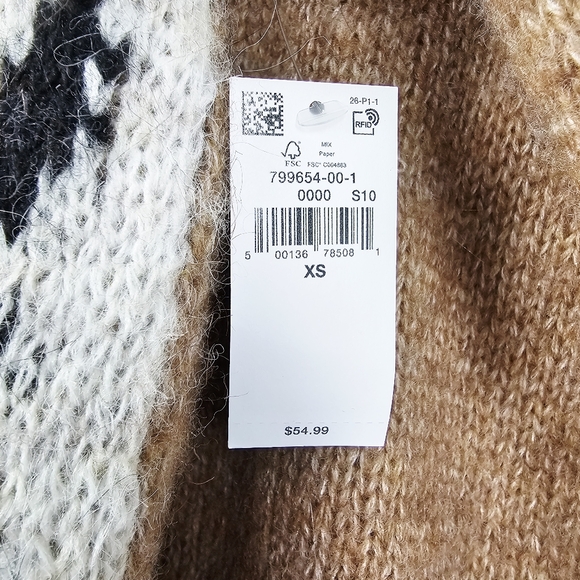 26-P1-1
RFID
MIX
Paper
FSC
FSC® C004683
799654-00-1
0000 S10
5 00136 78508 1
XS
$54.99